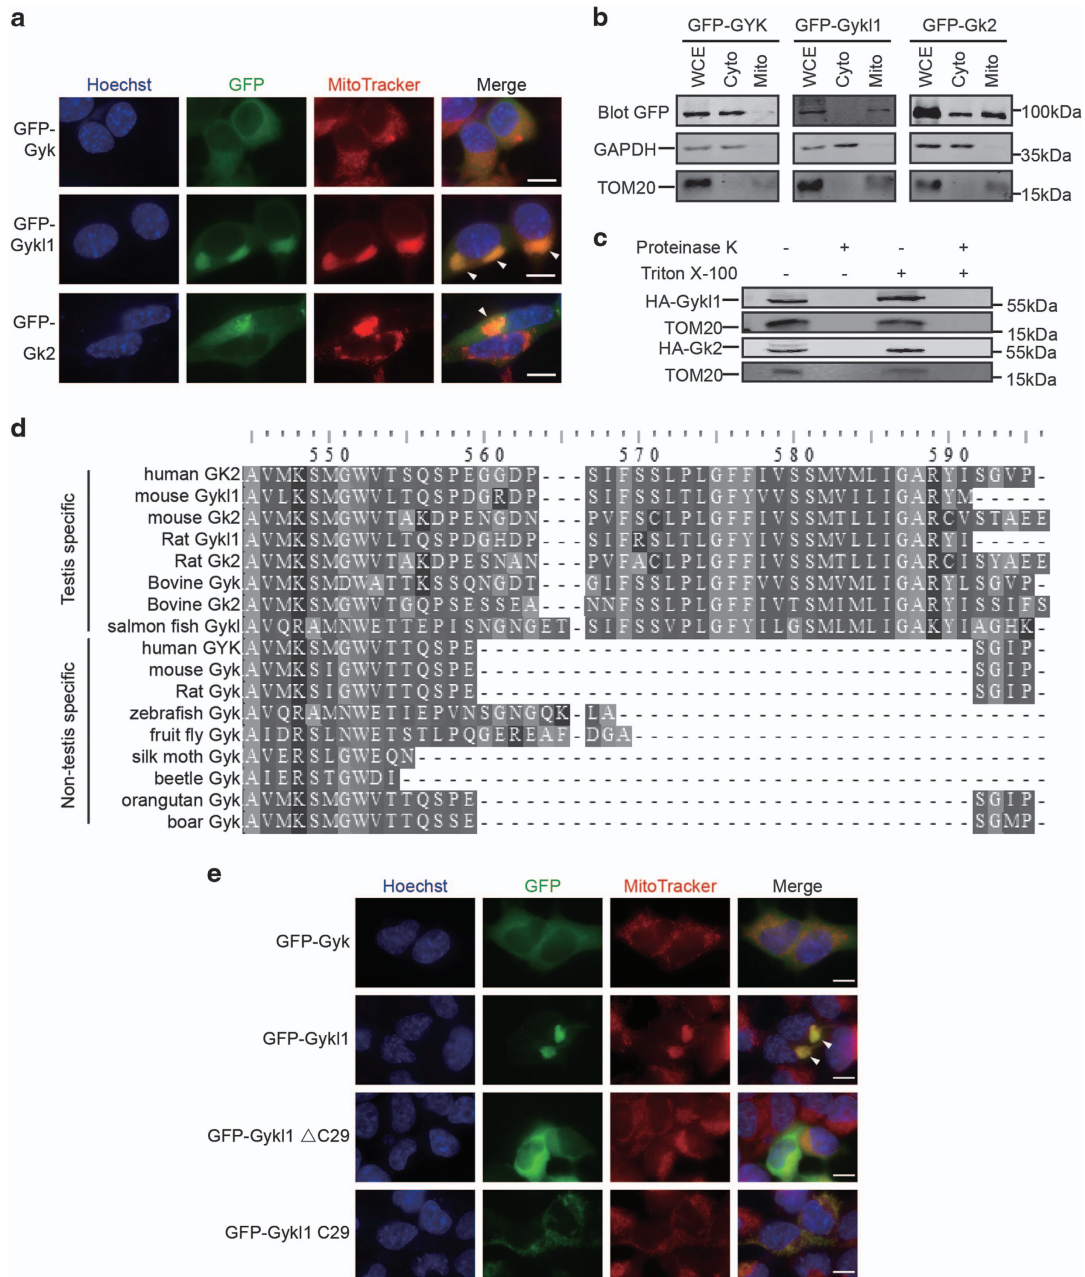 a
Hoechst GFP MitoTracker Merge
GFP-
Gyk
GFP-
Gykl1
GFP-
Gk2
b
GFP-GYK GFP-Gykl1 GFP-Gk2
WCE Cyto Mito WCE Cyto Mito WCE Cyto Mito
Blot GFP 100kDa
GAPDH 35kDa
TOM20 15kDa
c
Proteinase K - + - +
Triton X-100 - - + +
HA-Gykl1 55kDa
TOM20 15kDa
HA-Gk2 55kDa
TOM20 15kDa
d
550 560 570 580 590
Testis specific
human GK2 AVMKSMGWVTSQSPEGGDP---SIFSSLPLGFFIVSSMVMLIGARYISGVP-
mouse Gykl1 AVLKSMGWVLTQSPDGRDP---SIFSSLTLGFYVVSSMVILIGARYM
mouse Gk2 AVMKSMGWVTAKDPENGDN---PVFSCLPLGFFIVSSMTLLIGARCVSTAEE
Rat Gykl1 AVMKSMGWVLTQSPDGHDP---SIFRSLTLGFYVVSSMVILIGARYI
Rat Gk2 AVMKSMGWVTAKDPESNAN---PVFACLPLGFFIVSSMTLLIGARCISYAEE
Bovine Gyk AVMKSMDWATTKSSQNGDT---GIFSSLPLGFFVVSSMVMLIGARYLSGVP-
Bovine Gk2 AVMKSMGWVTGQPSESSEA---NNFSSLPLGFFIVTSMIMLIGARYISSIFS
salmon fish Gykl AVQRAMNWETTEPISNGNGET-SIFSSVPLGFYILGSMLMLIGAKYIAGHK-
Non-testis specific
human GYK AVMKSIGWVTTQSPE--------------------------------SGIP-
mouse Gyk AVMKSIGWVTTQSPE--------------------------------SGIP-
Rat Gyk AVMKSIGWVTTQSPE--------------------------------SGIP-
zebrafish Gyk AVQRAMNWETIEPVNSGNGQK-LA----------------------------
fruit fly Gyk AIDRSLNWETSTLPQGEREAF-DGA---------------------------
silk moth Gyk AVERSLGWEQN-----------------------------------------
beetle Gyk AIERSTGWDI------------------------------------------
orangutan Gyk AVMKSMGWVTTQSPE--------------------------------SGIP-
boar Gyk AVMKSMGWVTTQSSE--------------------------------SGMP-
e
Hoechst GFP MitoTracker Merge
GFP-Gyk
GFP-Gykl1
GFP-Gykl1 △C29
GFP-Gykl1 C29